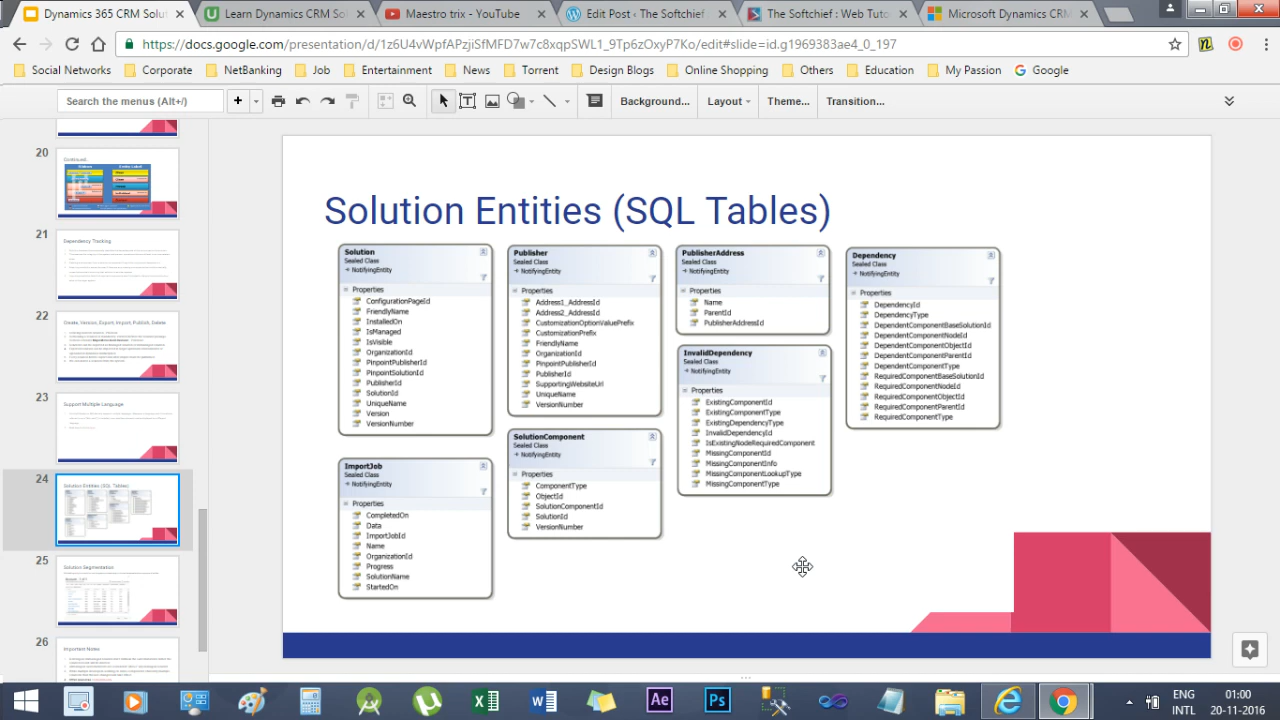 Dynamics 365 CRM Solut
Learn Dynamics CRM Sol
Maestro nx - YouTube
Edit Post ‹ The Softchief
The Softchief : Web Tuto
Microsoft Dynamics CRM
https://docs.google.com/presentation/d/1z6U4vWpfAPzjiSfMFD7w7c8xqpSWL1_9Tp6zOxyP7Ko/edit#slide=id.g1969383ae4_0_197
Social Networks
Corporate
NetBanking
Job
Entertainment
News
Torrent
Design Blogs
Online Shopping
Others
Education
My Passion
Google
Search the menus (Alt+/)
Background...
Layout
Theme...
Transition...
20
Continued..
21
Dependency Tracking
22
Create, Version, Export, Import, Publish, Delete
23
Support Multiple Language
24
Solution Entities (SQL Tables)
25
Solution Segmentation
26
Important Notes
Solution Entities (SQL Tables)
Solution
Sealed Class
NotifyingEntity
Properties
ConfigurationPageId
FriendlyName
InstalledOn
IsManaged
IsVisible
OrganizationId
PinpointPublisherId
PinpointSolutionId
PublisherId
SolutionId
UniqueName
Version
VersionNumber
ImportJob
Sealed Class
NotifyingEntity
Properties
CompletedOn
Data
ImportJobId
Name
OrganizationId
Progress
SolutionName
StartedOn
Publisher
Sealed Class
NotifyingEntity
Properties
Address1_AddressId
Address2_AddressId
CustomizationOptionValuePrefix
CustomizationPrefix
FriendlyName
OrganizationId
PinpointPublisherId
PublisherId
SupportingWebsiteUrl
UniqueName
VersionNumber
SolutionComponent
Sealed Class
NotifyingEntity
Properties
ComponentType
ObjectId
SolutionComponentId
SolutionId
VersionNumber
PublisherAddress
Sealed Class
NotifyingEntity
Properties
Name
ParentId
PublisherAddressId
InvalidDependency
Sealed Class
NotifyingEntity
Properties
ExistingComponentId
ExistingComponentType
ExistingDependencyType
InvalidDependencyId
IsExistingNodeRequiredComponent
MissingComponentId
MissingComponentInfo
MissingComponentLookupType
MissingComponentType
Dependency
Sealed Class
NotifyingEntity
Properties
DependencyId
DependencyType
DependentComponentBaseSolutionId
DependentComponentNodeId
DependentComponentObjectId
DependentComponentParentId
DependentComponentType
RequiredComponentBaseSolutionId
RequiredComponentNodeId
RequiredComponentObjectId
RequiredComponentParentId
RequiredComponentType
ENG
INTL
01:00
20-11-2016